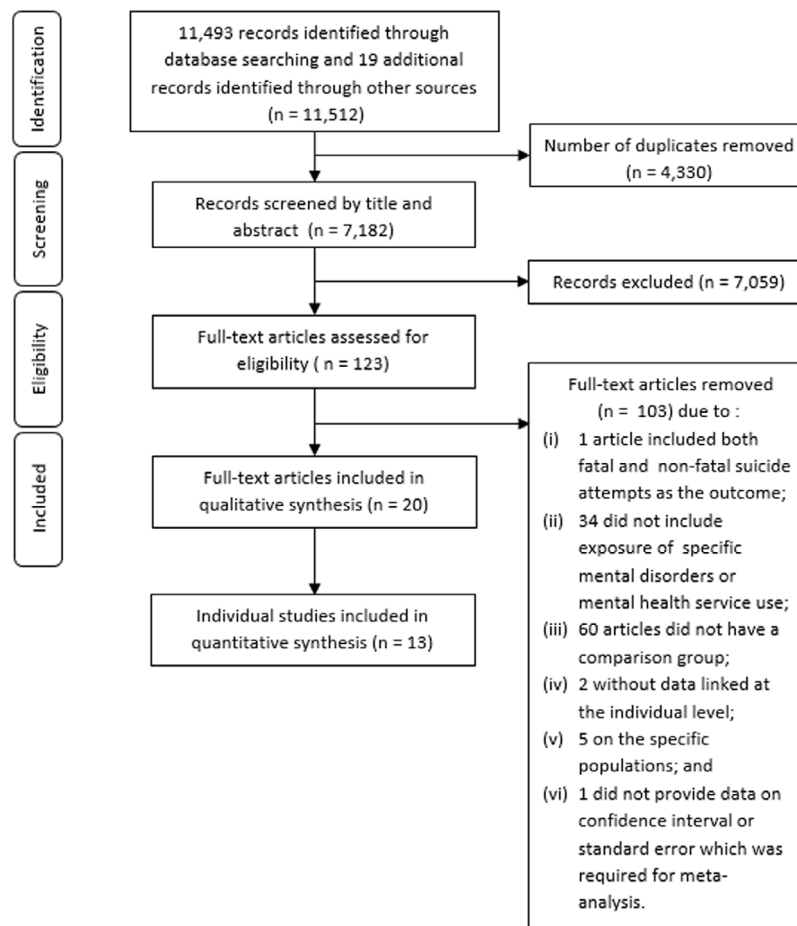 Identification
11,493 records identified through
database searching and 19 additional
records identified through other sources
(n = 11,512)
Number of duplicates removed
(n = 4,330)
Screening
Records screened by title and
abstract (n = 7,182)
Records excluded (n = 7,059)
Eligibility
Full-text articles assessed for
eligibility ( n = 123)
Full-text articles removed
(n = 103) due to :
(i) 1 article included both
fatal and non-fatal suicide
attempts as the outcome;
(ii) 34 did not include
exposure of specific
mental disorders or
mental health service use;
(iii) 60 articles did not have a
comparison group;
(iv) 2 without data linked at
the individual level;
(v) 5 on the specific
populations; and
(vi) 1 did not provide data on
confidence interval or
standard error which was
required for meta-
analysis.
Included
Full-text articles included in
qualitative synthesis (n = 20)
Individual studies included in
quantitative synthesis (n = 13)